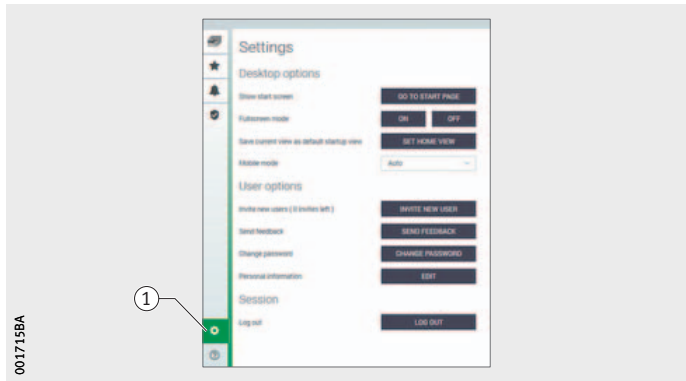 Settings
Desktop options
Show start screen GO TO START PAGE
Fullscreen mode ON OFF
Save current view as default startup view SET HOME VIEW
Mobile mode Auto
User options
Invite new users ( 0 invites left ) INVITE NEW USER
Send feedback SEND FEEDBACK
Change password CHANGE PASSWORD
Personal information EDIT
Session
Log out LOG OUT
1
001715BA